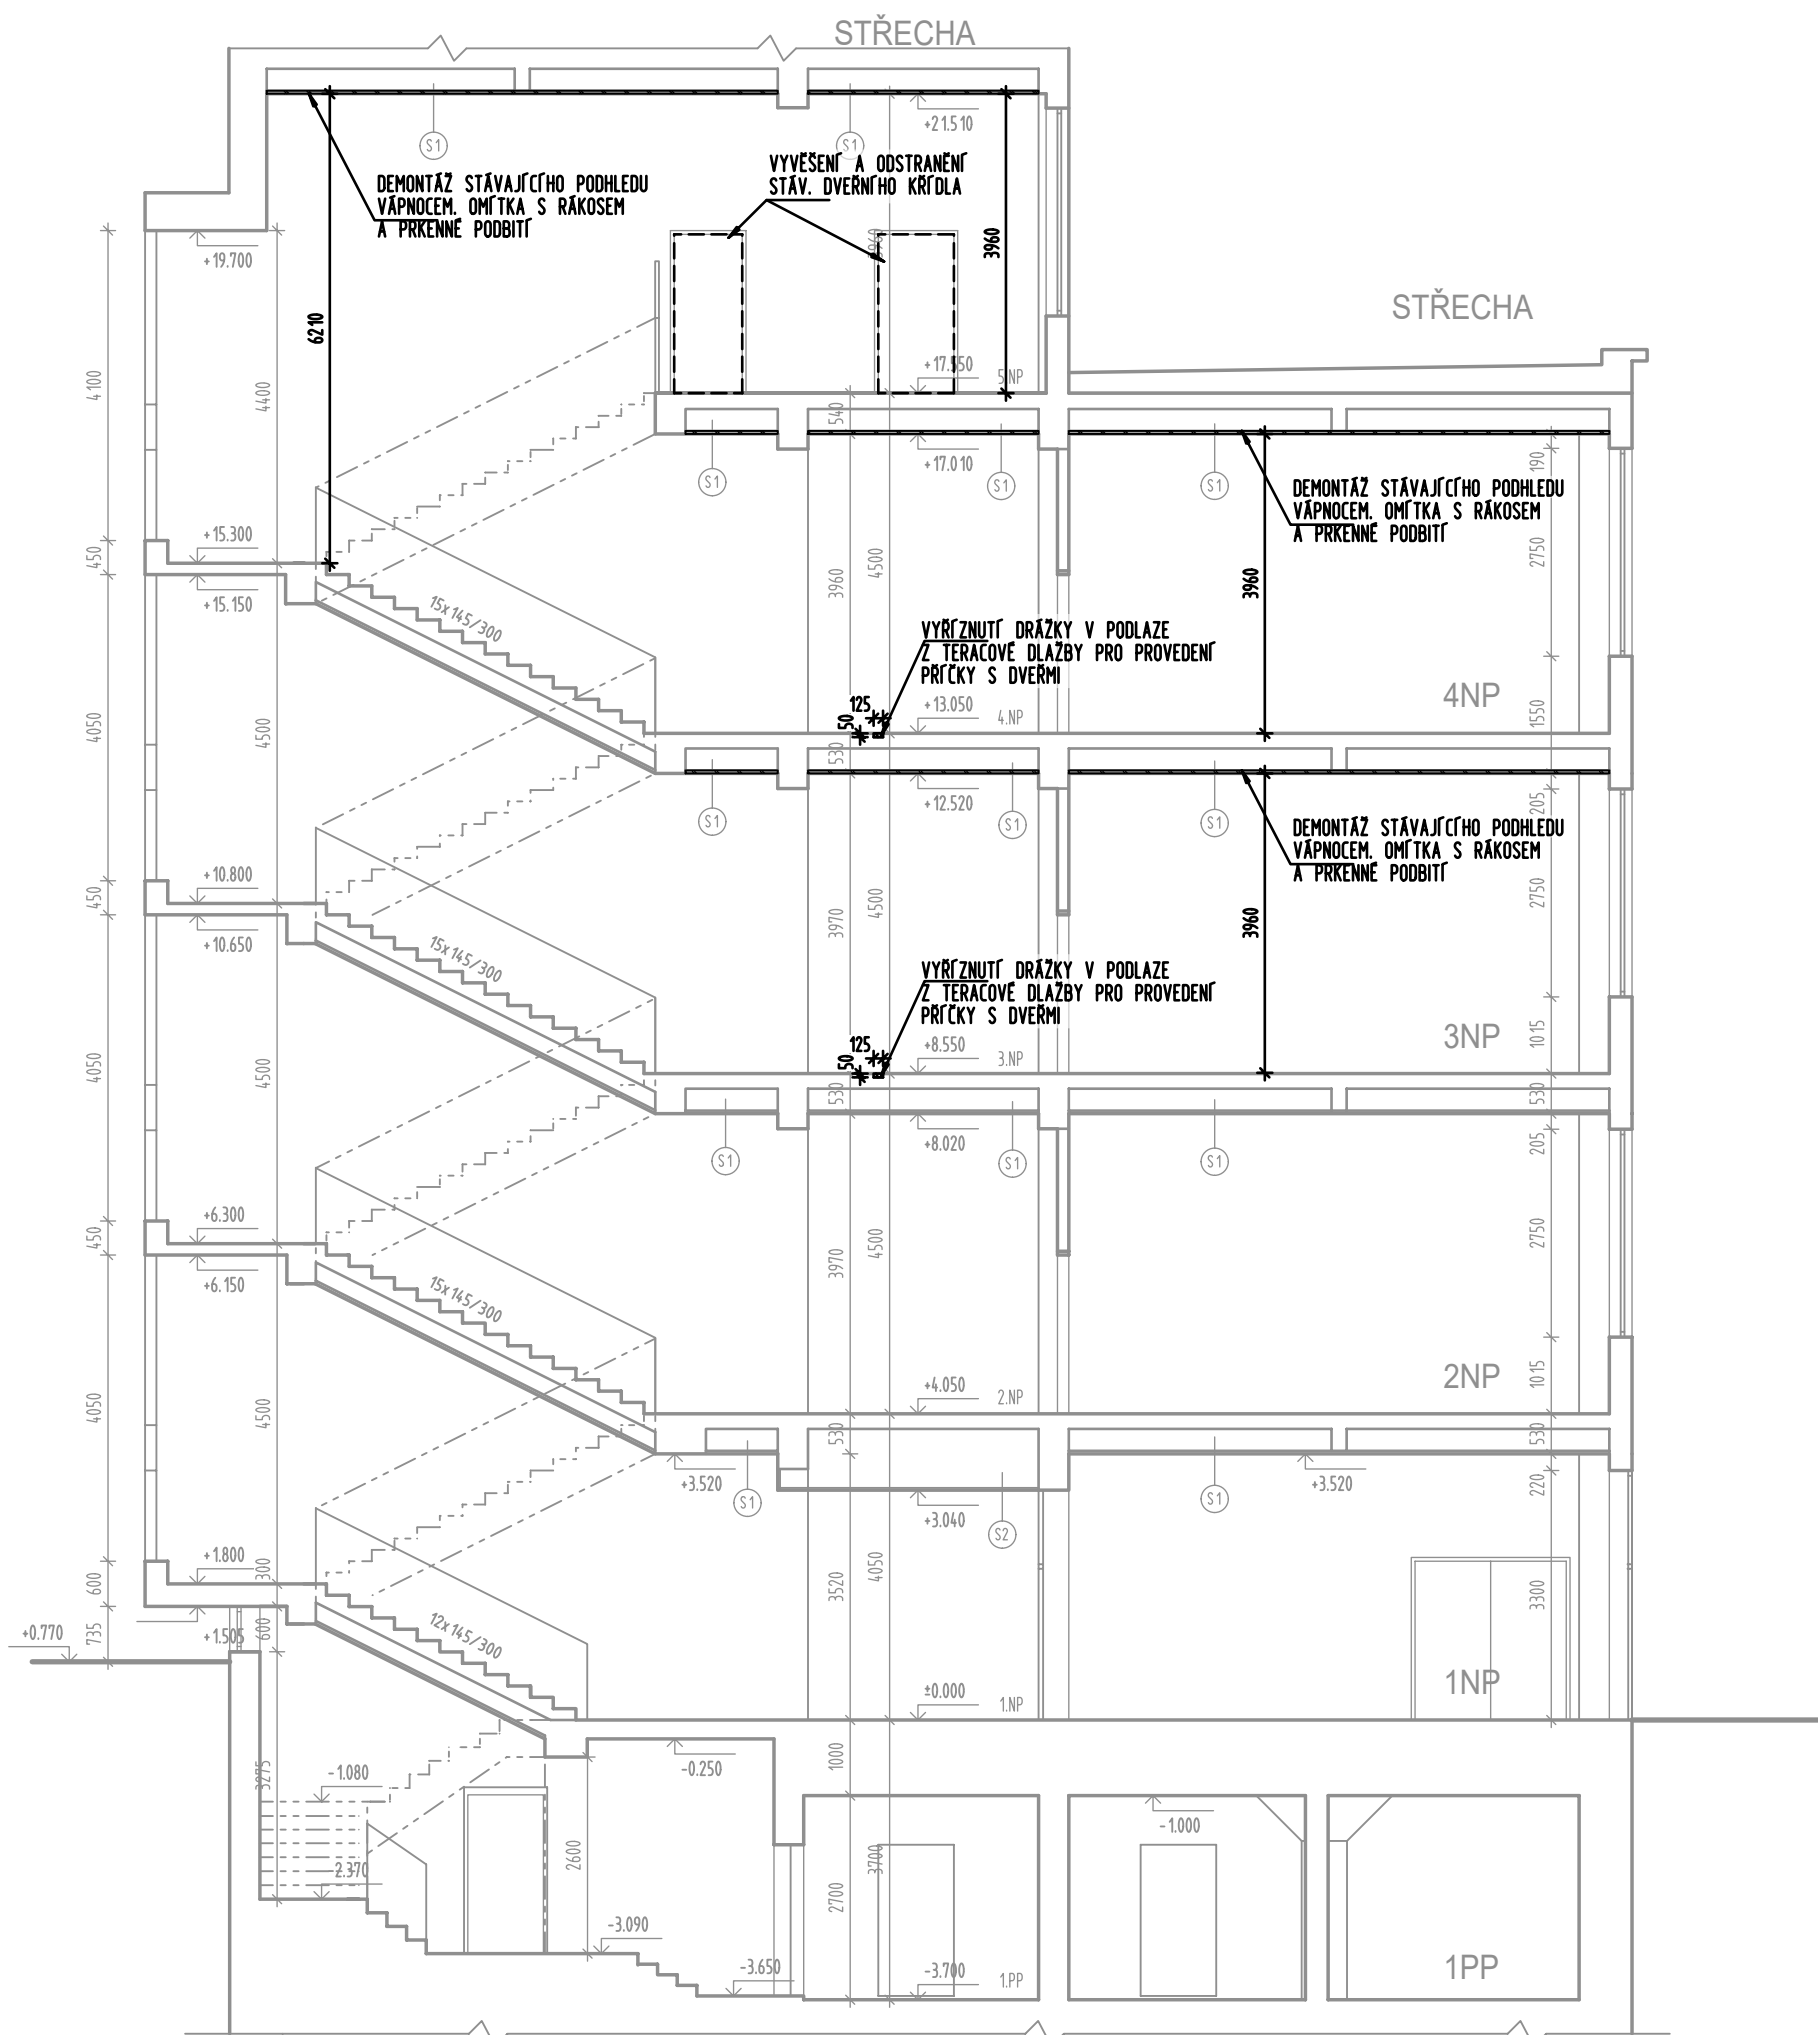 STŘECHA
+21.510
S1
S1
DEMONTÁŽ STÁVAJÍCÍHO PODHLEDU
VÁPNOCEM. OMÍTKA S RÁKOSEM
A PRKENNÉ PODBITÍ
VYVĚŠENÍ A ODSTRANĚNÍ
STÁV. DVEŘNÍHO KŘÍDLA
+19.700
3960
3960
6210
STŘECHA
+17.550
5.NP
4100
4400
540
+17.010
190
S1
S1
S1
DEMONTÁŽ STÁVAJÍCÍHO PODHLEDU
VÁPNOCEM. OMÍTKA S RÁKOSEM
A PRKENNÉ PODBITÍ
+15.300
450
+15.150
15x145/300
3960
4500
3960
2750
VYŘÍZNUTÍ DRÁŽKY V PODLAZE
Z TERACOVÉ DLAŽBY PRO PROVEDENÍ
PŘÍČKY S DVEŘMI
4NP
125
50
+13.050
4.NP
1550
4050
4500
530
+12.520
205
S1
S1
S1
DEMONTÁŽ STÁVAJÍCÍHO PODHLEDU
VÁPNOCEM. OMÍTKA S RÁKOSEM
A PRKENNÉ PODBITÍ
+10.800
450
+10.650
15x145/300
3970
4500
3960
2750
VYŘÍZNUTÍ DRÁŽKY V PODLAZE
Z TERACOVÉ DLAŽBY PRO PROVEDENÍ
PŘÍČKY S DVEŘMI
3NP
125
50
+8.550
3.NP
1015
4050
4500
530
530
+8.020
205
S1
S1
S1
+6.300
450
+6.150
15x145/300
3970
4500
2750
2NP
+4.050
2.NP
1015
4050
4500
530
530
+3.520
+3.520
220
S1
S1
+3.040
S2
+1.800
300
600
12x145/300
3520
4050
3300
+0.770
735
+1.505
600
±0.000
1.NP
1NP
3275
-1.080
-0.250
1000
-1.000
-2.370
2600
2700
3700
-3.090
-3.650
-3.700
1.PP
1PP